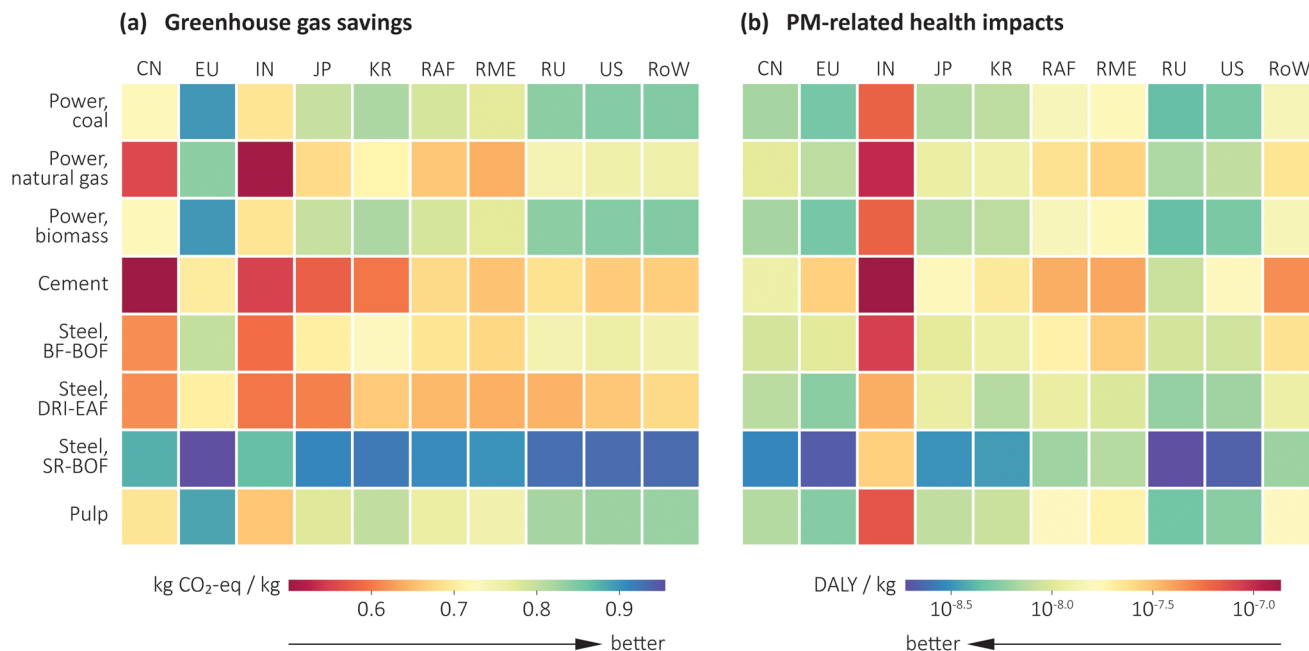 (a) Greenhouse gas savings
(b) PM-related health impacts
CN EU IN JP KR RAF RME RU US RoW
CN EU IN JP KR RAF RME RU US RoW
Power,
coal
Power,
natural gas
Power,
biomass
Cement
Steel,
BF-BOF
Steel,
DRI-EAF
Steel,
SR-BOF
Pulp
kg CO₂-eq / kg
0.6 0.7 0.8 0.9
better
DALY / kg
10⁻⁸·⁵ 10⁻⁸·⁰ 10⁻⁷·⁵ 10⁻⁷·⁰
better